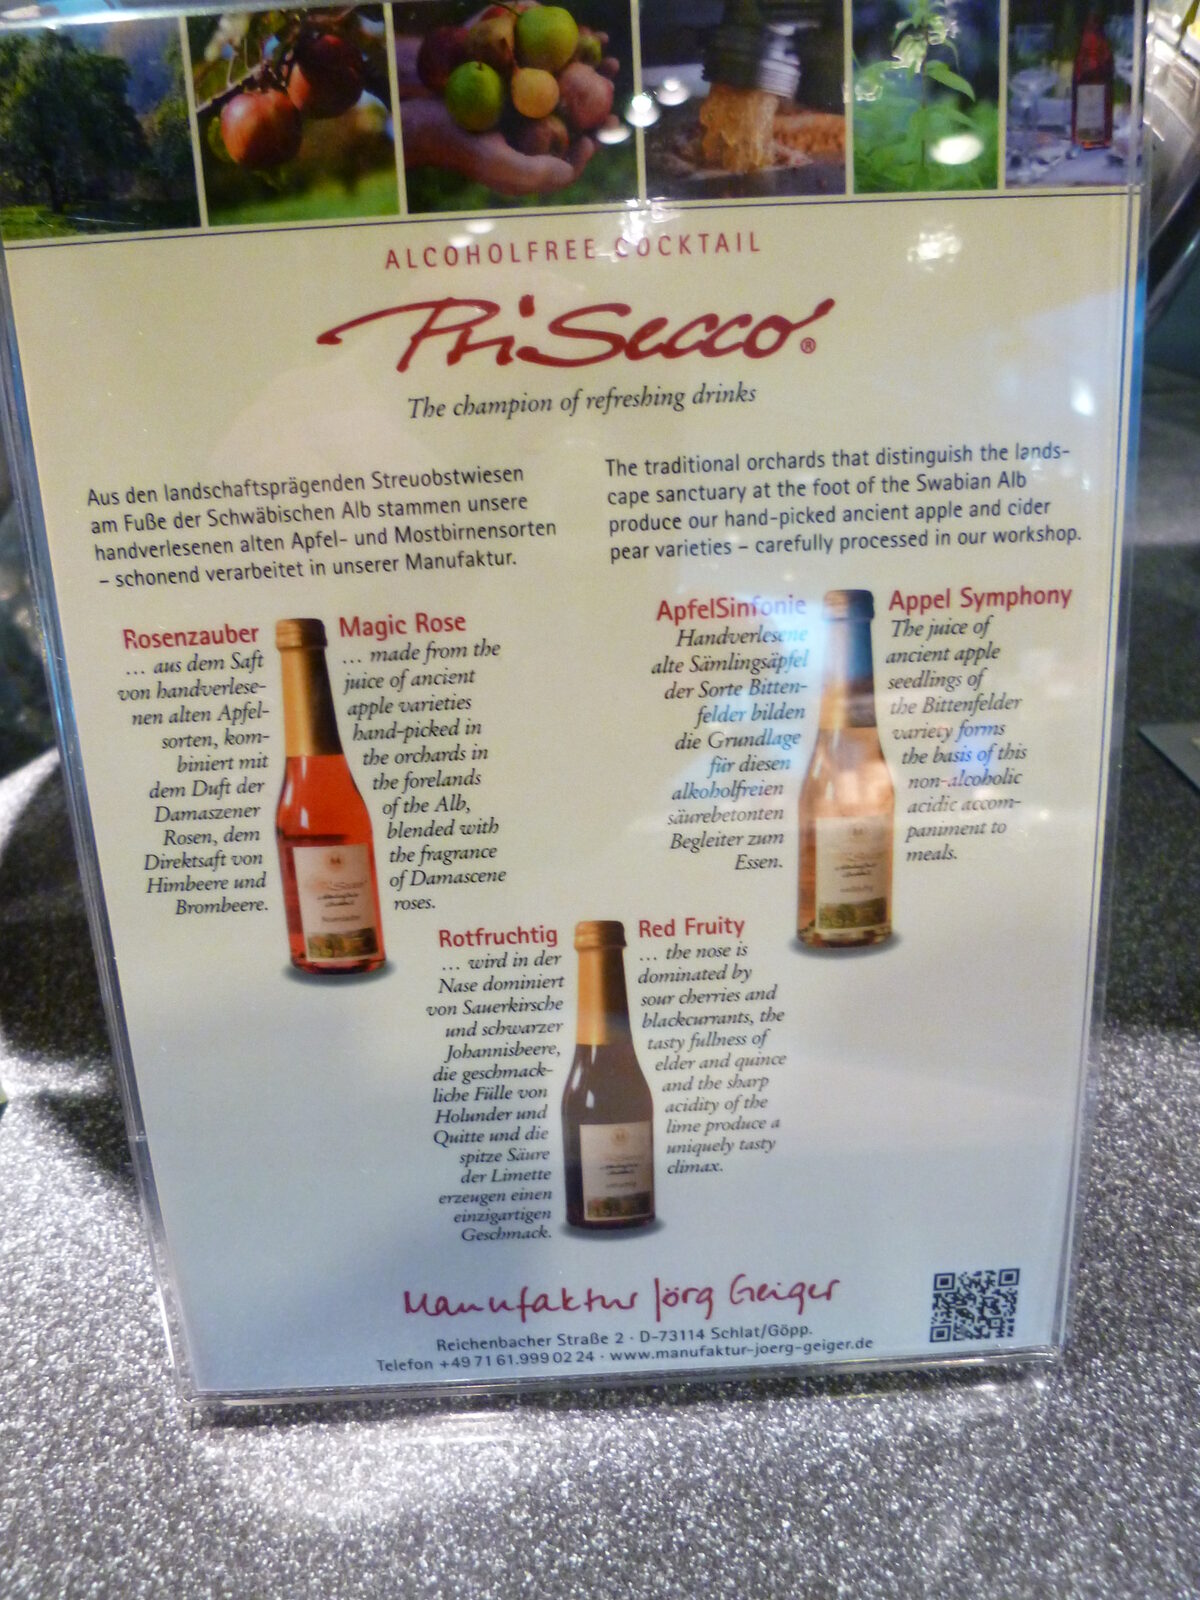 ALCOHOLFREE COCKTAIL
PriSecco®
The champion of refreshing drinks
Aus den landschaftsprägenden Streuobstwiesen
am Fuße der Schwäbischen Alb stammen unsere
handverlesenen alten Apfel- und Mostbirnensorten
– schonend verarbeitet in unserer Manufaktur.
The traditional orchards that distinguish the lands-
cape sanctuary at the foot of the Swabian Alb
produce our hand-picked ancient apple and cider
pear varieties – carefully processed in our workshop.
Rosenzauber
… aus dem Saft
von handverlese-
nen alten Apfel-
sorten, kom-
biniert mit
dem Duft der
Damaszener
Rosen, dem
Direktsaft von
Himbeere und
Brombeere.
Magic Rose
… made from the
juice of ancient
apple varieties
hand-picked in
the orchards in
the forelands
of the Alb,
blended with
the fragrance
of Damascene
roses.
ApfelSinfonie
Handverlesene
alte Sämlingsäpfel
der Sorte Bitten-
felder bilden
die Grundlage
für diesen
alkoholfreien
säurebetonten
Begleiter zum
Essen.
Appel Symphony
The juice of
ancient apple
seedlings of
the Bittenfelder
variety forms
the basis of this
non-alcoholic
acidic accom-
paniment to
meals.
Rotfruchtig
… wird in der
Nase dominiert
von Sauerkirsche
und schwarzer
Johannisbeere,
die geschmack-
liche Fülle von
Holunder und
Quitte und die
spitze Säure
der Limette
erzeugen einen
einzigartigen
Geschmack.
Red Fruity
… the nose is
dominated by
sour cherries and
blackcurrants, the
tasty fullness of
elder and quince
and the sharp
acidity of the
lime produce a
uniquely tasty
climax.
PriSecco
Manufaktur Jörg Geiger
Reichenbacher Straße 2 · D-73114 Schlat/Göpp.
Telefon +49 71 61.999 02 24 · www.manufaktur-joerg-geiger.de